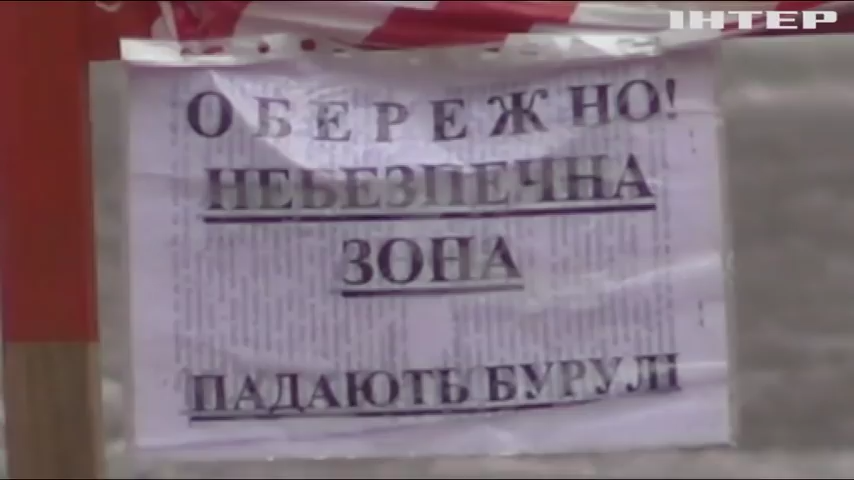 ІНТЕР
ОБЕРЕЖНО!
НЕБЕЗПЕЧНА
ЗОНА
ПАДАЮТЬ БУРУЛІ